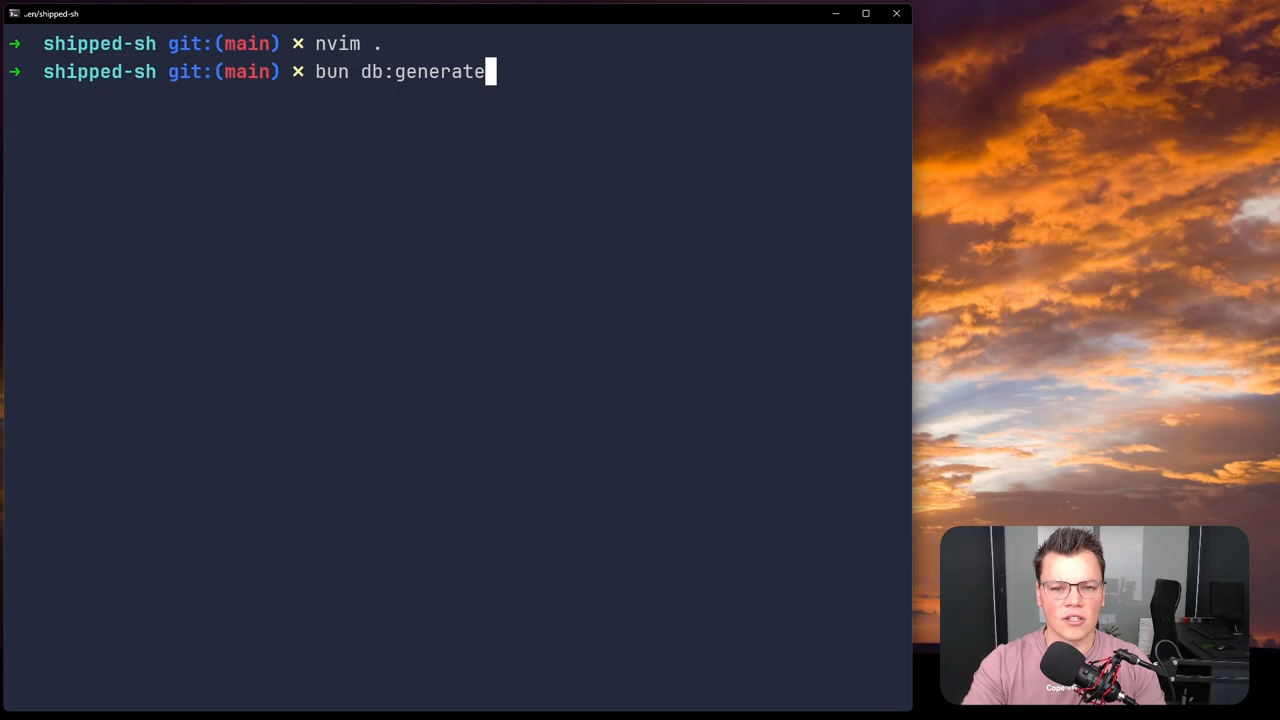 ..en/shipped-sh
→ shipped-sh git:(main) × nvim .
→ shipped-sh git:(main) × bun db:generate